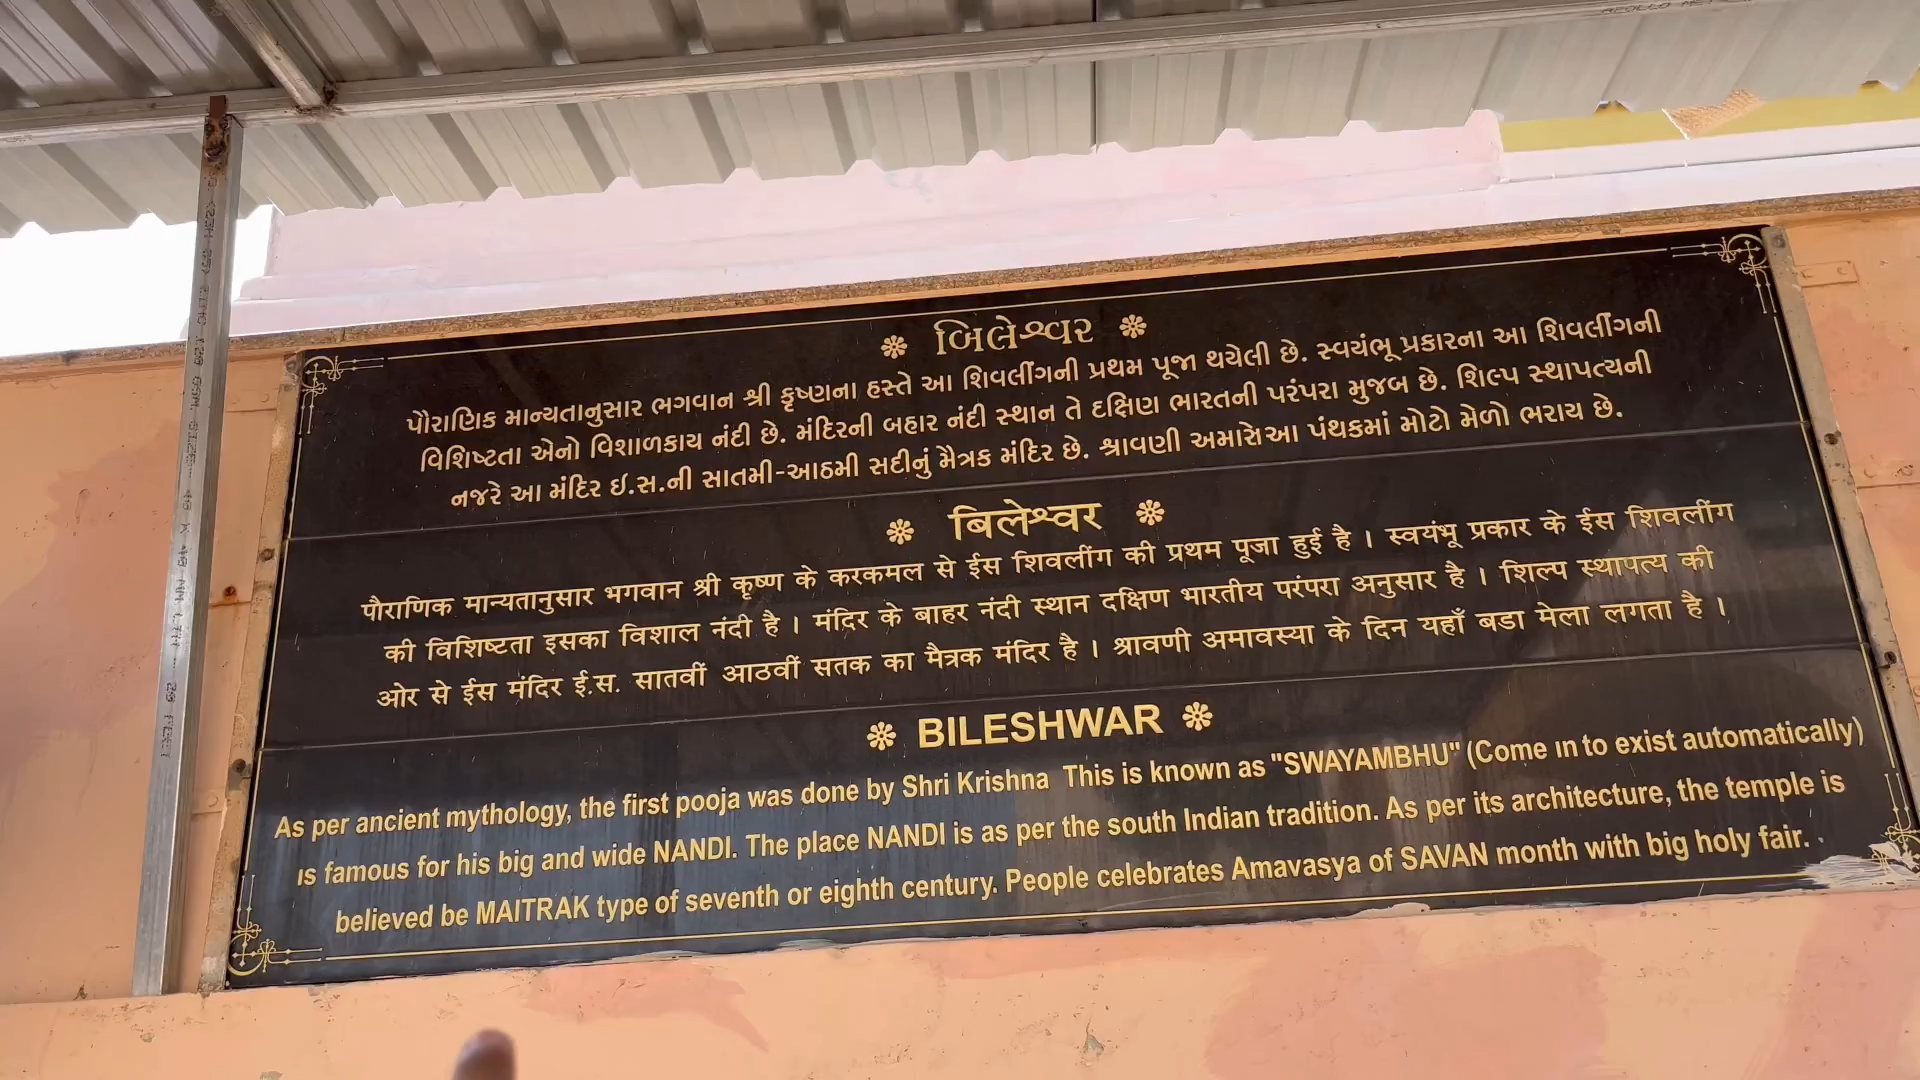 બિલેશ્વર
પૌરાણિક માન્યતાનુસાર ભગવાન શ્રી કૃષ્ણના હસ્તે આ શિવલીંગની પ્રથમ પૂજા થયેલી છે. સ્વયંભૂ પ્રકારના આ શિવલીંગની
વિશિષ્ટતા એનો વિશાળકાય નંદી છે. મંદિરની બહાર નંદી સ્થાન તે દક્ષિણ ભારતની પરંપરા મુજબ છે. શિલ્પ સ્થાપત્યની
નજરે આ મંદિર ઇ.સ.ની સાતમી-આઠમી સદીનું મૈત્રક મંદિર છે. શ્રાવણી અમાસેઆ પંથકમાં મોટો મેળો ભરાય છે.
बिलेश्वर
पौराणिक मान्यतानुसार भगवान श्री कृष्ण के करकमल से ईस शिवलींग की प्रथम पूजा हुई है । स्वयंभू प्रकार के ईस शिवलींग
की विशिष्टता इसका विशाल नंदी है । मंदिर के बाहर नंदी स्थान दक्षिण भारतीय परंपरा अनुसार है । शिल्प स्थापत्य की
ओर से ईस मंदिर ई.स. सातवीं आठवीं सतक का मैत्रक मंदिर है । श्रावणी अमावस्या के दिन यहाँ बडा मेला लगता है ।
BILESHWAR
As per ancient mythology, the first pooja was done by Shri Krishna This is known as "SWAYAMBHU" (Come in to exist automatically)
is famous for his big and wide NANDI. The place NANDI is as per the south Indian tradition. As per its architecture, the temple is
believed be MAITRAK type of seventh or eighth century. People celebrates Amavasya of SAVAN month with big holy fair.